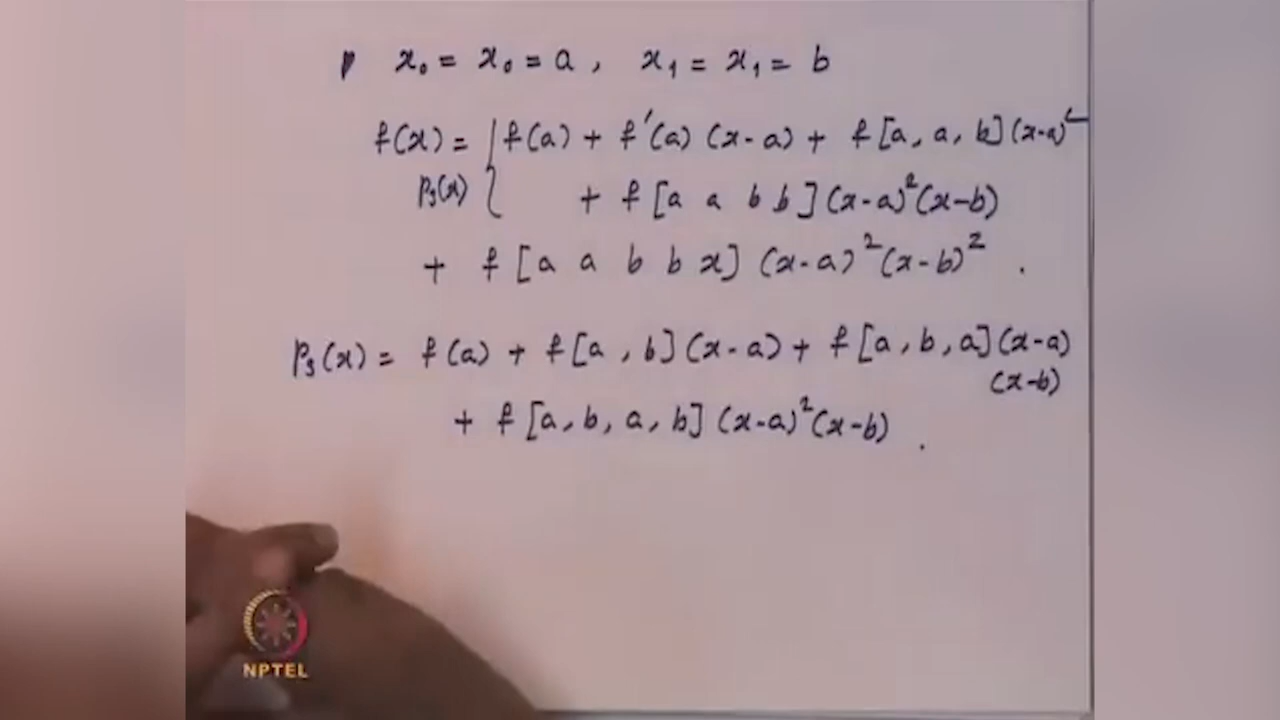 x₀ = x₀ = a , x₁ = x₁ = b
f(x) = f(a) + f'(a) (x-a) + f [a, a, b] (x-a)²
p₃(x) { + f [a a b b] (x-a)² (x-b)
+ f [a a b b x] (x-a)² (x-b)² .
p₃(x) = f(a) + f [a , b] (x-a) + f [a , b, a] (x-a)
(x-b)
+ f [a, b, a, b] (x-a)² (x-b) .
NPTEL